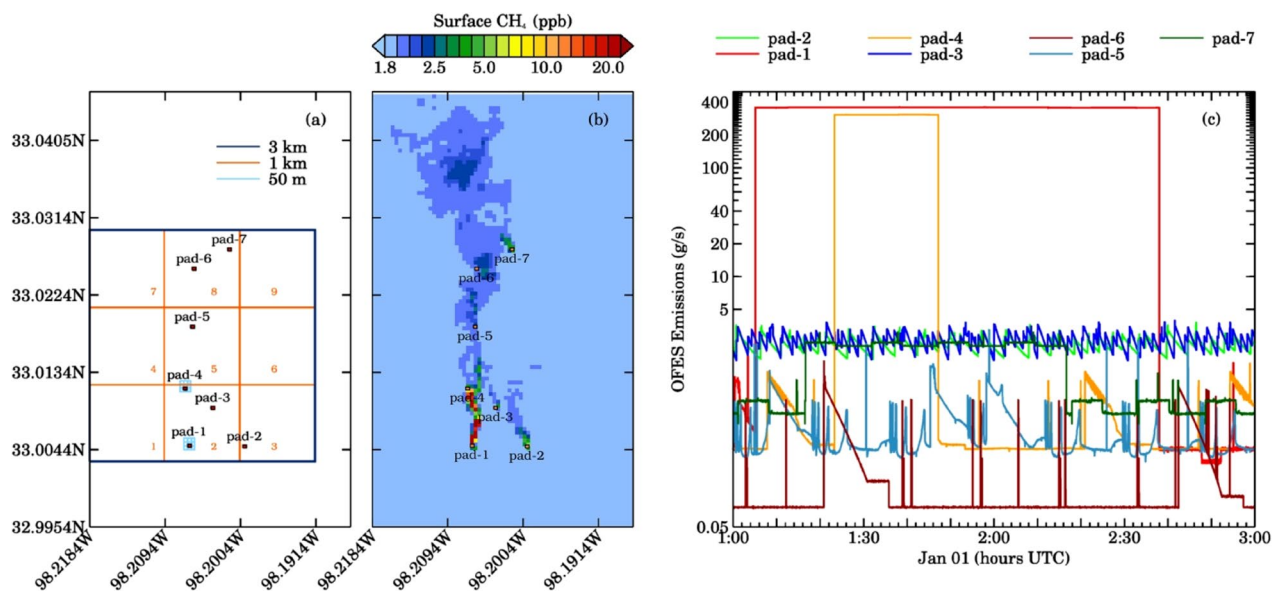 Surface CH₄ (ppb)
1.8 2.5 5.0 10.0 20.0
pad-2 pad-4 pad-6 pad-7
pad-1 pad-3 pad-5
(a)
3 km
1 km
50 m
33.0405N
33.0314N
33.0224N
33.0134N
33.0044N
32.9954N
pad-7
pad-6
7 8 9
pad-5
4 5 6
pad-4
pad-3
pad-1 pad-2
1 2 3
98.2184W 98.2094W 98.2004W 98.1914W
(b)
pad-7
pad-6
pad-5
pad-4
pad-3
pad-1 pad-2
98.2094W 98.2004W 98.1914W
(c)
OFES Emissions (g/s)
400
200
100
40
20
10
5
0.05
1:00 1:30 2:00 2:30 3:00
Jan 01 (hours UTC)